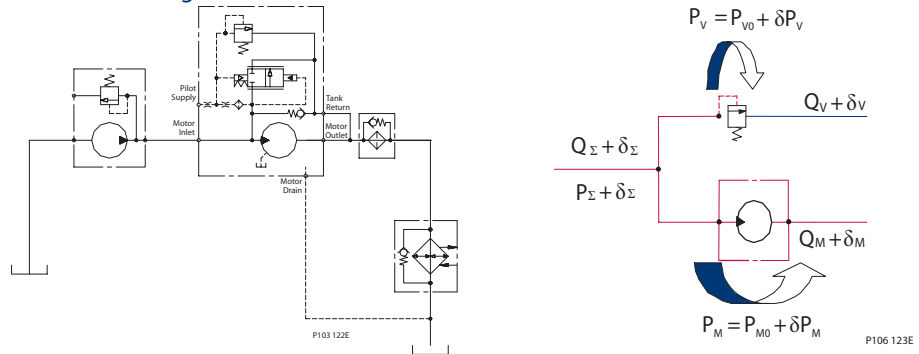 Pilot
Supply
Motor
Inlet
Tank
Return
Motor
Outlet
Motor
Drain
P103 122E
P_V = P_V0 + δP_V
Q_V + δ_V
Q_Σ + δ_Σ
P_Σ + δ_Σ
Q_M + δ_M
P_M = P_M0 + δP_M
P106 123E